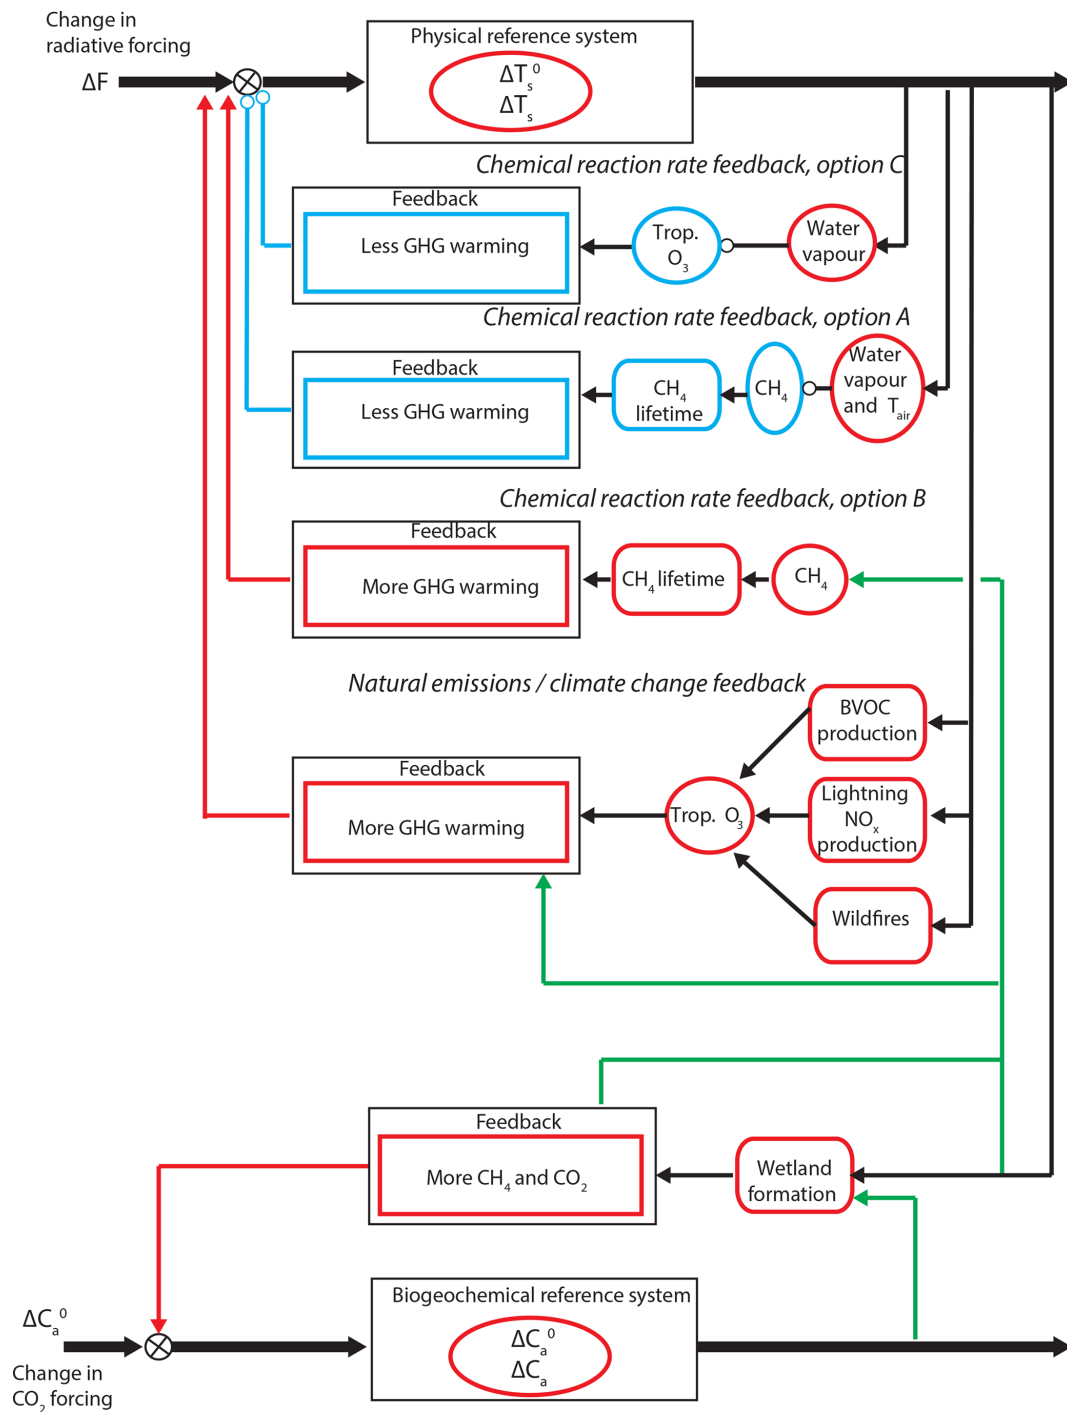 Change in
radiative forcing
ΔF
Physical reference system
ΔTₛ⁰
ΔTₛ
Chemical reaction rate feedback, option C
Feedback
Less GHG warming
Trop.
O₃
Water
vapour
Chemical reaction rate feedback, option A
Feedback
Less GHG warming
CH₄
lifetime
CH₄
Water
vapour
and Tair
Chemical reaction rate feedback, option B
Feedback
More GHG warming
CH₄ lifetime
CH₄
Natural emissions / climate change feedback
BVOC
production
Feedback
More GHG warming
Trop. O₃
Lightning
NOₓ
production
Wildfires
Feedback
More CH₄ and CO₂
Wetland
formation
ΔCₐ⁰
Change in
CO₂ forcing
Biogeochemical reference system
ΔCₐ⁰
ΔCₐ